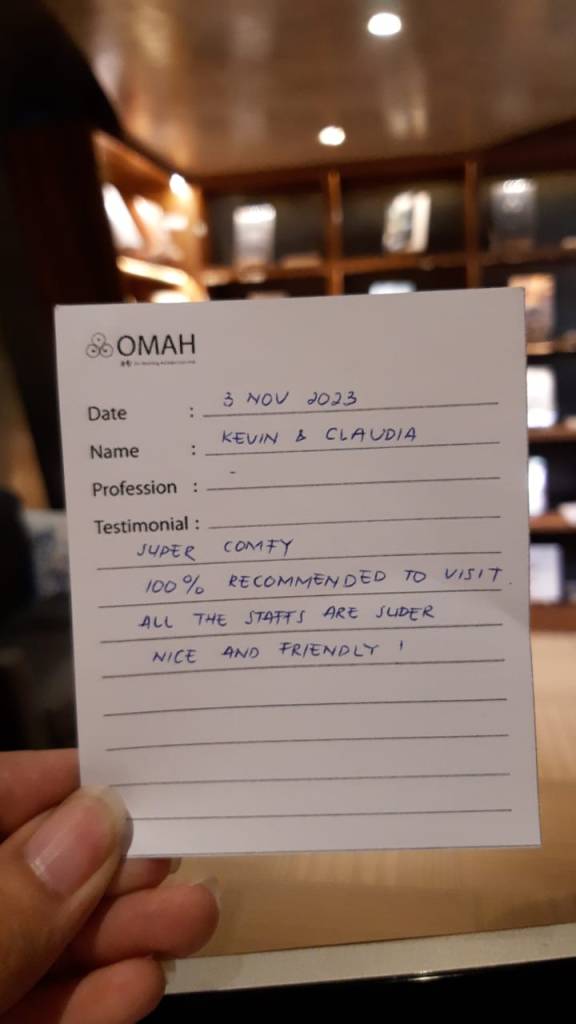 OMAH
Date : 3 NOV 2023
Name : KEVIN & CLAUDIA
Profession : -
Testimonial :
SUPER COMFY
100% RECOMMENDED TO VISIT.
ALL THE STAFFS ARE SUPER
NICE AND FRIENDLY !